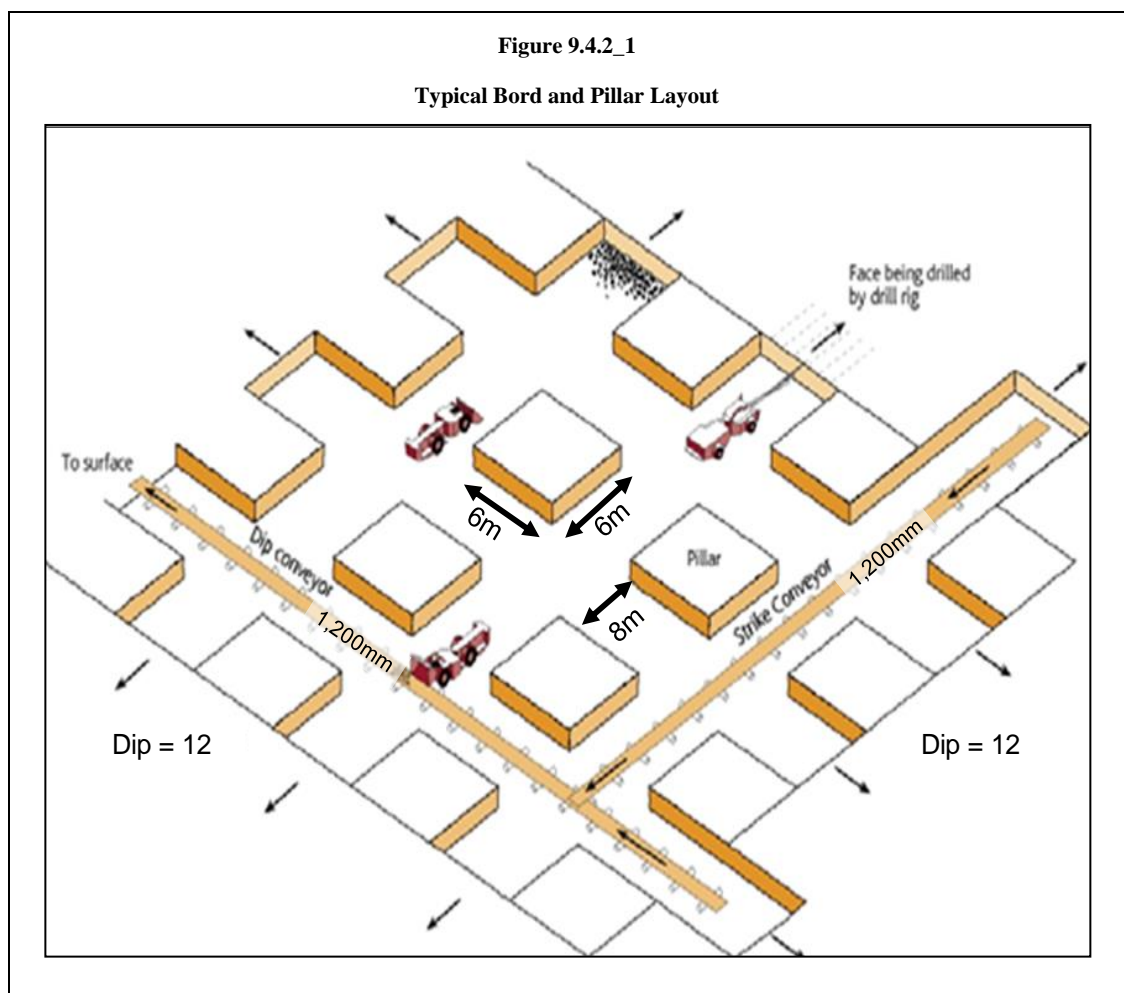 Figure 9.4.2_1
Typical Bord and Pillar Layout
Face being drilled
by drill rig
To surface
6m
6m
Dip conveyor
1,200mm
Pillar
8m
Strike Conveyor
1,200mm
Dip = 12
Dip = 12